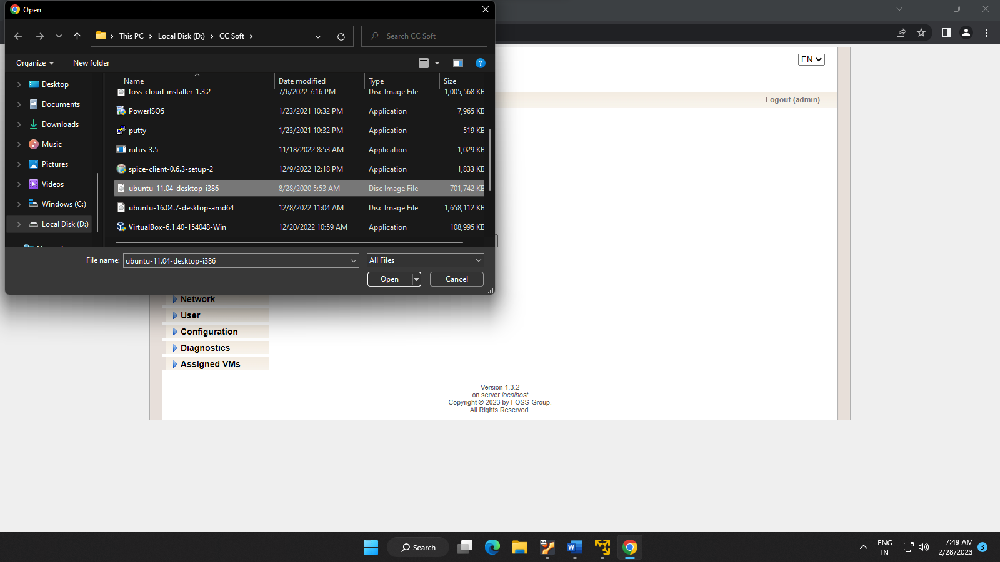 Open
This PC
Local Disk (D:)
CC Soft
Search CC Soft
Organize
New folder
Name
Date modified
Type
Size
foss-cloud-installer-1.3.2 7/6/2022 7:16 PM Disc Image File 1,005,568 KB
PowerISO5 1/23/2021 10:32 PM Application 7,965 KB
putty 1/23/2021 10:32 PM Application 519 KB
rufus-3.5 11/18/2022 8:53 AM Application 1,029 KB
spice-client-0.6.3-setup-2 12/9/2022 12:18 PM Application 1,833 KB
ubuntu-11.04-desktop-i386 8/28/2020 5:53 AM Disc Image File 701,742 KB
ubuntu-16.04.7-desktop-amd64 12/8/2022 11:04 AM Disc Image File 1,658,112 KB
VirtualBox-6.1.40-154048-Win 12/20/2022 10:59 AM Application 108,995 KB
Desktop
Documents
Downloads
Music
Pictures
Videos
Windows (C:)
Local Disk (D:)
File name:
ubuntu-11.04-desktop-i386
All Files
Open
Cancel
EN
Logout (admin)
Network
User
Configuration
Diagnostics
Assigned VMs
Version 1.3.2
on server localhost
Copyright © 2023 by FOSS-Group.
All Rights Reserved.
Search
ENG
IN
7:49 AM
2/28/2023
3